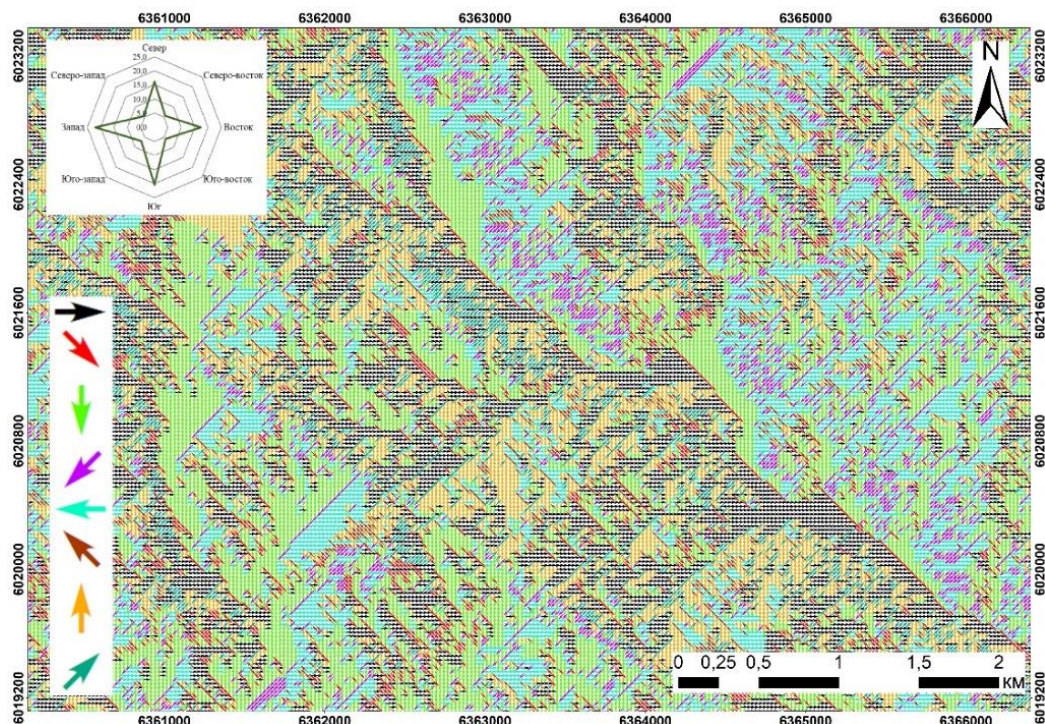 6361000 6362000 6363000 6364000 6365000 6366000
6023200 6023200
Север
25,0
20,0
15,0
10,0
5,0
0,0
Северо-запад Северо-восток
Запад Восток
Юго-запад Юго-восток
Юг
N
6022400 6022400
6021600 6021600
6020800 6020800
6020000 6020000
6019200 6019200
0 0,25 0,5 1 1,5 2
КМ
6361000 6362000 6363000 6364000 6365000 6366000